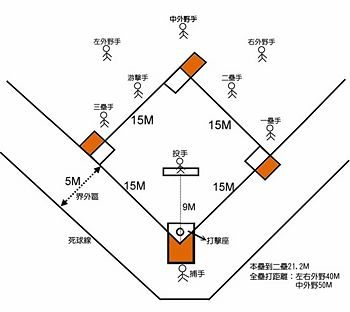 中外野手
左外野手
右外野手
游擊手
二壘手
三壘手
15M
15M
一壘手
投手
5M
15M
15M
界外區
9M
死球線
打擊座
捕手
本壘到二壘21.2M
全壘打距離：左右外野40M
中外野50M